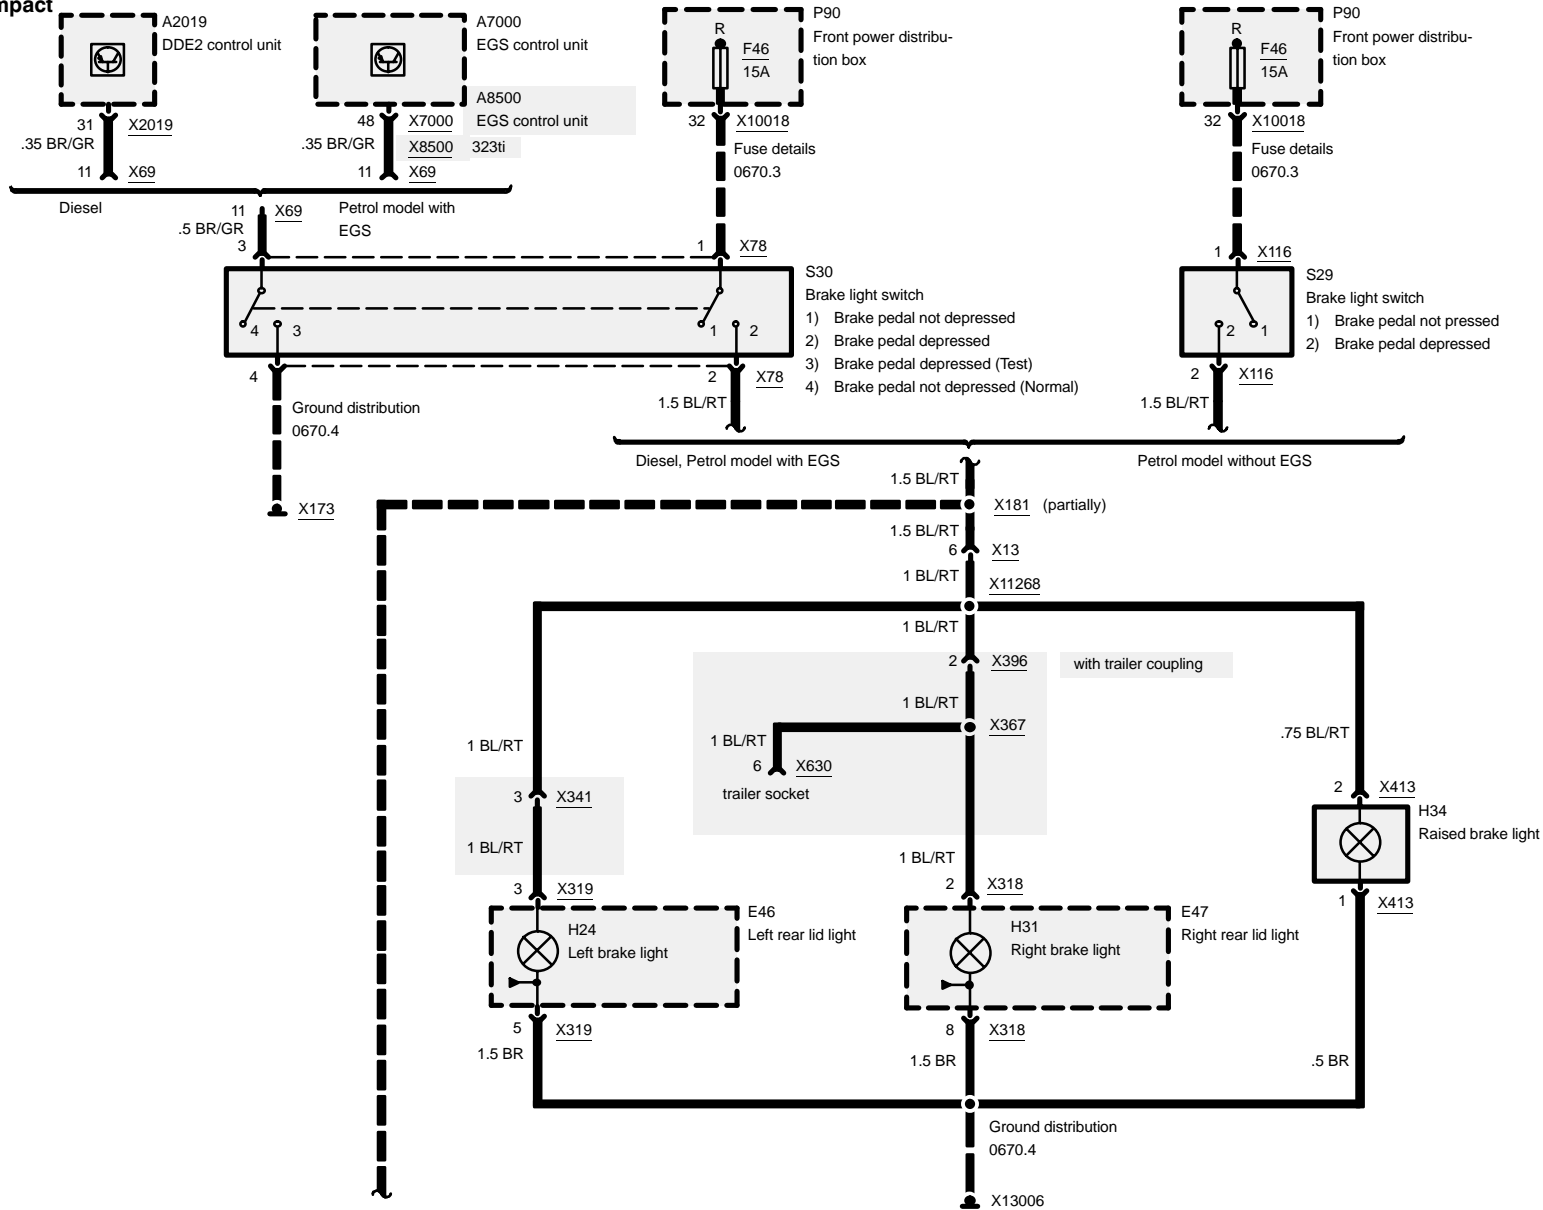 mpact
A2019
DDE2 control unit
A7000
EGS control unit
A8500
EGS control unit
P90
Front power distribu-
tion box
R
F46
15A
P90
Front power distribu-
tion box
R
F46
15A
31
X2019
.35 BR/GR
11
X69
48
X7000
.35 BR/GR
X8500
323ti
11
X69
32
X10018
Fuse details
0670.3
32
X10018
Fuse details
0670.3
Diesel
Petrol model with
EGS
11
X69
.5 BR/GR
3
1
X78
1
X116
4
3
1
2
S30
Brake light switch
1) Brake pedal not depressed
2) Brake pedal depressed
3) Brake pedal depressed (Test)
4) Brake pedal not depressed (Normal)
2
1
S29
Brake light switch
1) Brake pedal not pressed
2) Brake pedal depressed
4
Ground distribution
0670.4
X173
2
X78
1.5 BL/RT
2
X116
1.5 BL/RT
Diesel, Petrol model with EGS
Petrol model without EGS
1.5 BL/RT
X181 (partially)
1.5 BL/RT
6
X13
1 BL/RT
X11268
1 BL/RT
2
X396
with trailer coupling
1 BL/RT
X367
1 BL/RT
6
X630
trailer socket
1 BL/RT
.75 BL/RT
3
X341
1 BL/RT
3
X319
1 BL/RT
2
X318
2
X413
H34
Raised brake light
1
X413
E46
Left rear lid light
H24
Left brake light
E47
Right rear lid light
H31
Right brake light
5
X319
1.5 BR
8
X318
1.5 BR
.5 BR
Ground distribution
0670.4
X13006